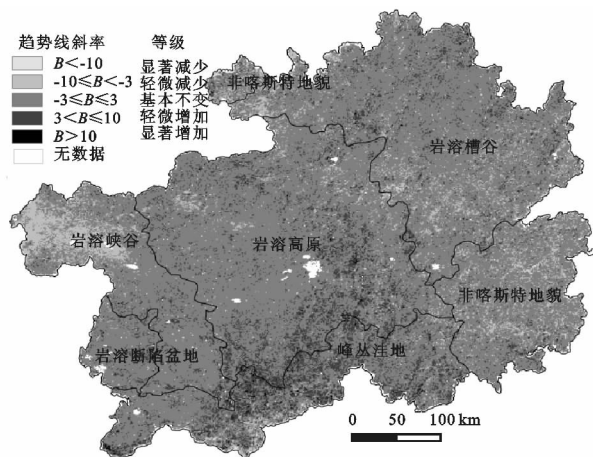 趋势线斜率 等级
B<-10 显著减少
-10≤B<-3 轻微减少
-3≤B≤3 基本不变
3<B≤10 轻微增加
B>10 显著增加
无数据
非喀斯特地貌
岩溶槽谷
岩溶峡谷
岩溶高原
非喀斯特地貌
岩溶断陷盆地
峰丛洼地
0 50 100 km